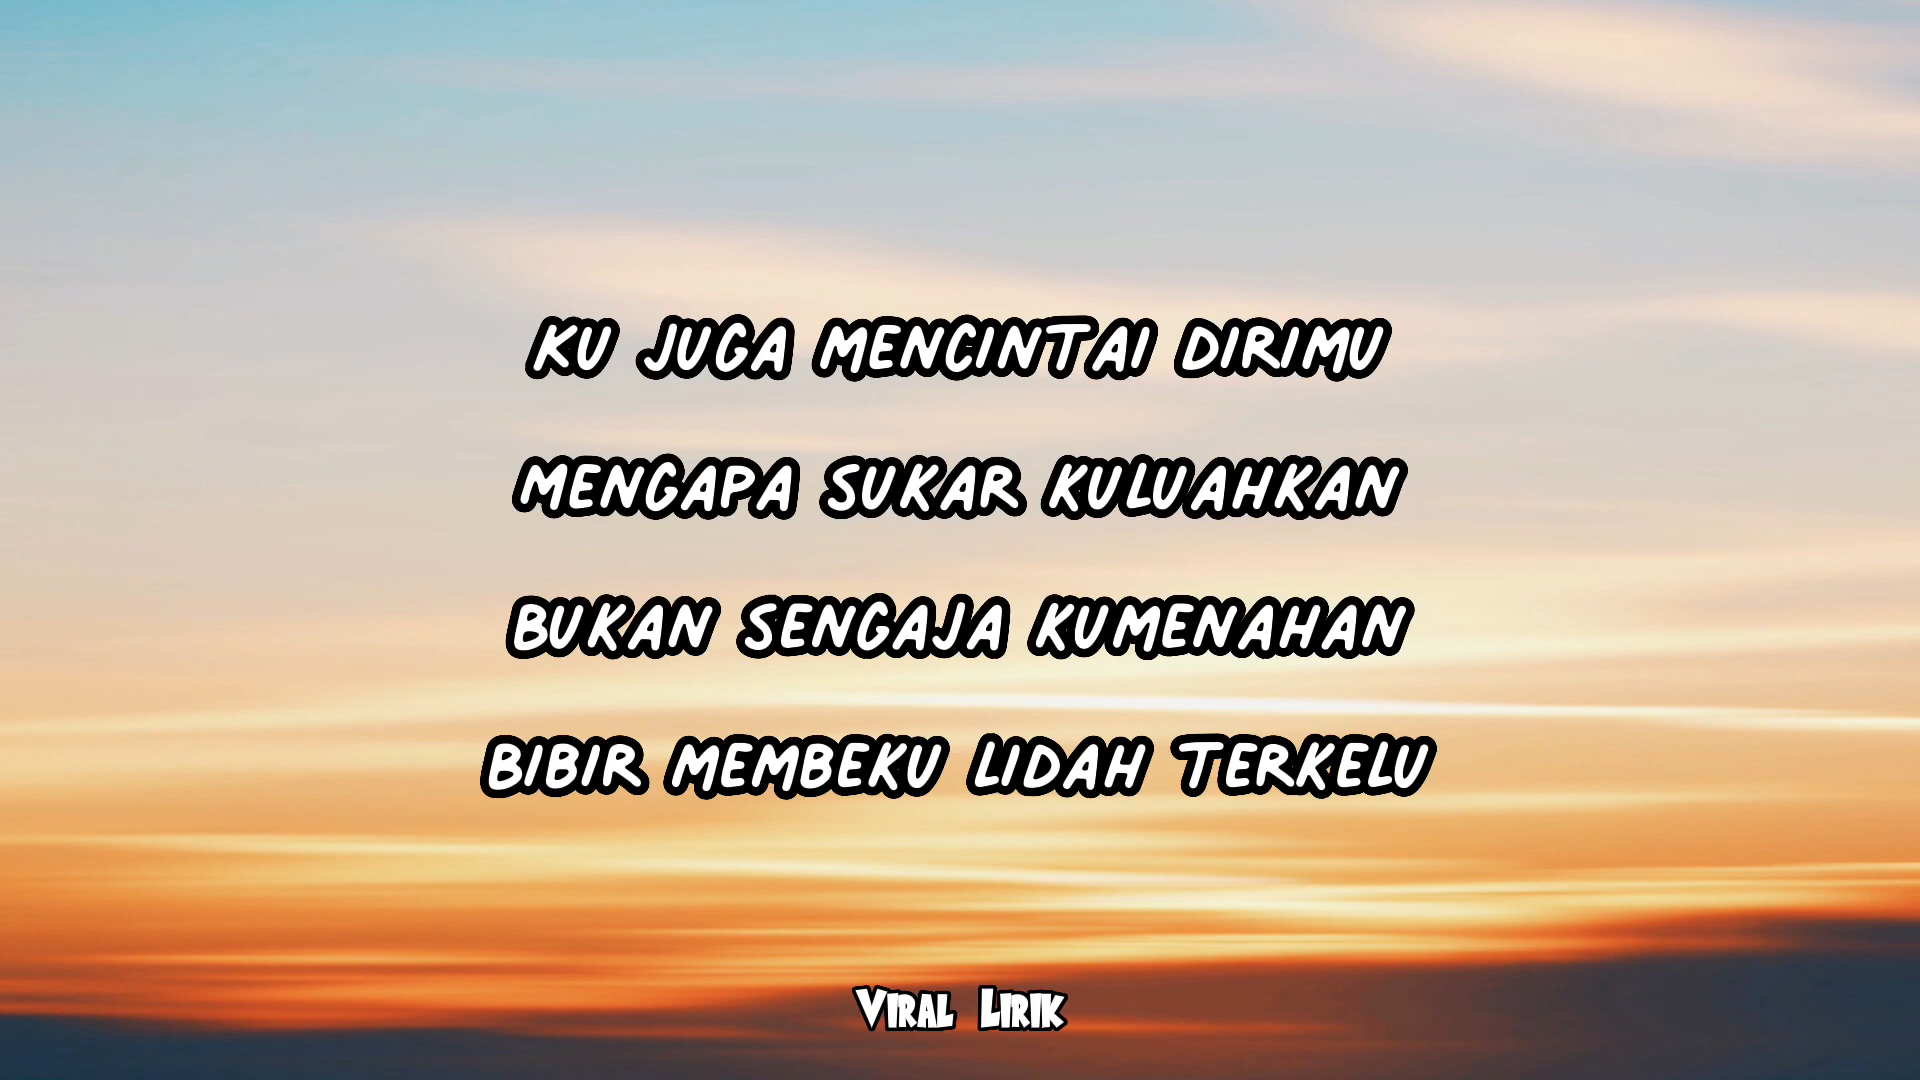 KU JUGA MENCINTAI DIRIMU
MENGAPA SUKAR KULUAHKAN
BUKAN SENGAJA KUMENAHAN
BIBIR MEMBEKU LIDAH TERKELU
VIRAL LIRIK